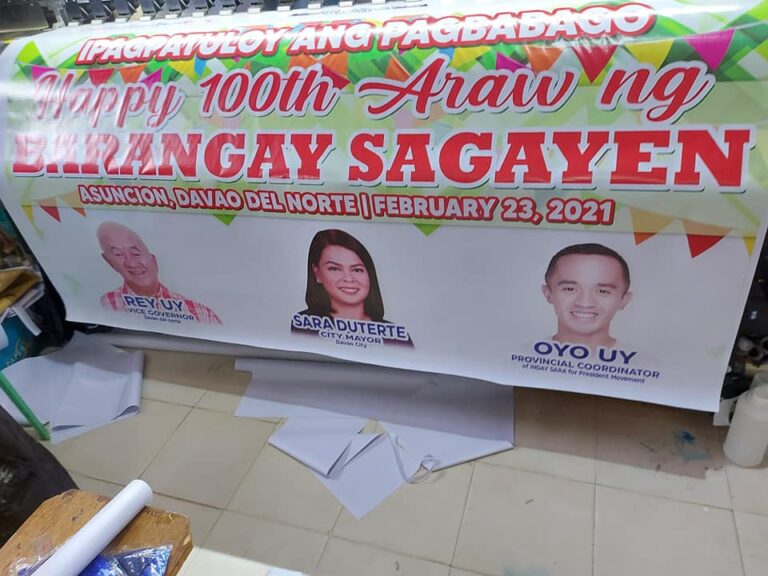 IPAGPATULOY ANG PAGBABAGO
Happy 100th Araw ng
BARANGAY SAGAYEN
ASUNCION, DAVAO DEL NORTE | FEBRUARY 23, 2021
REY UY
VICE GOVERNOR
Davao del norte
SARA DUTERTE
CITY MAYOR
Davao City
OYO UY
PROVINCIAL COORDINATOR
of INDAY SARA for President Movement